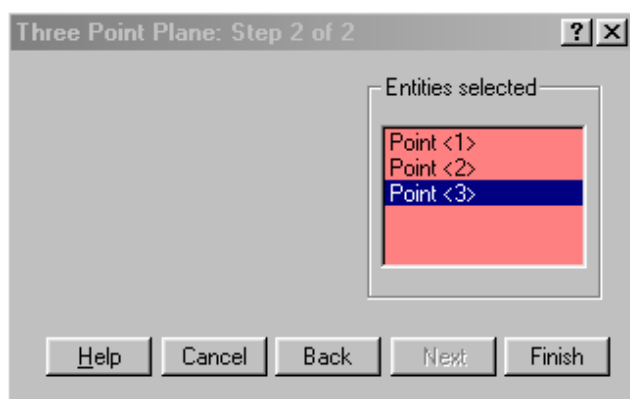 Three Point Plane: Step 2 of 2
Entities selected
Point <1>
Point <2>
Point <3>
Help Cancel Back Next Finish